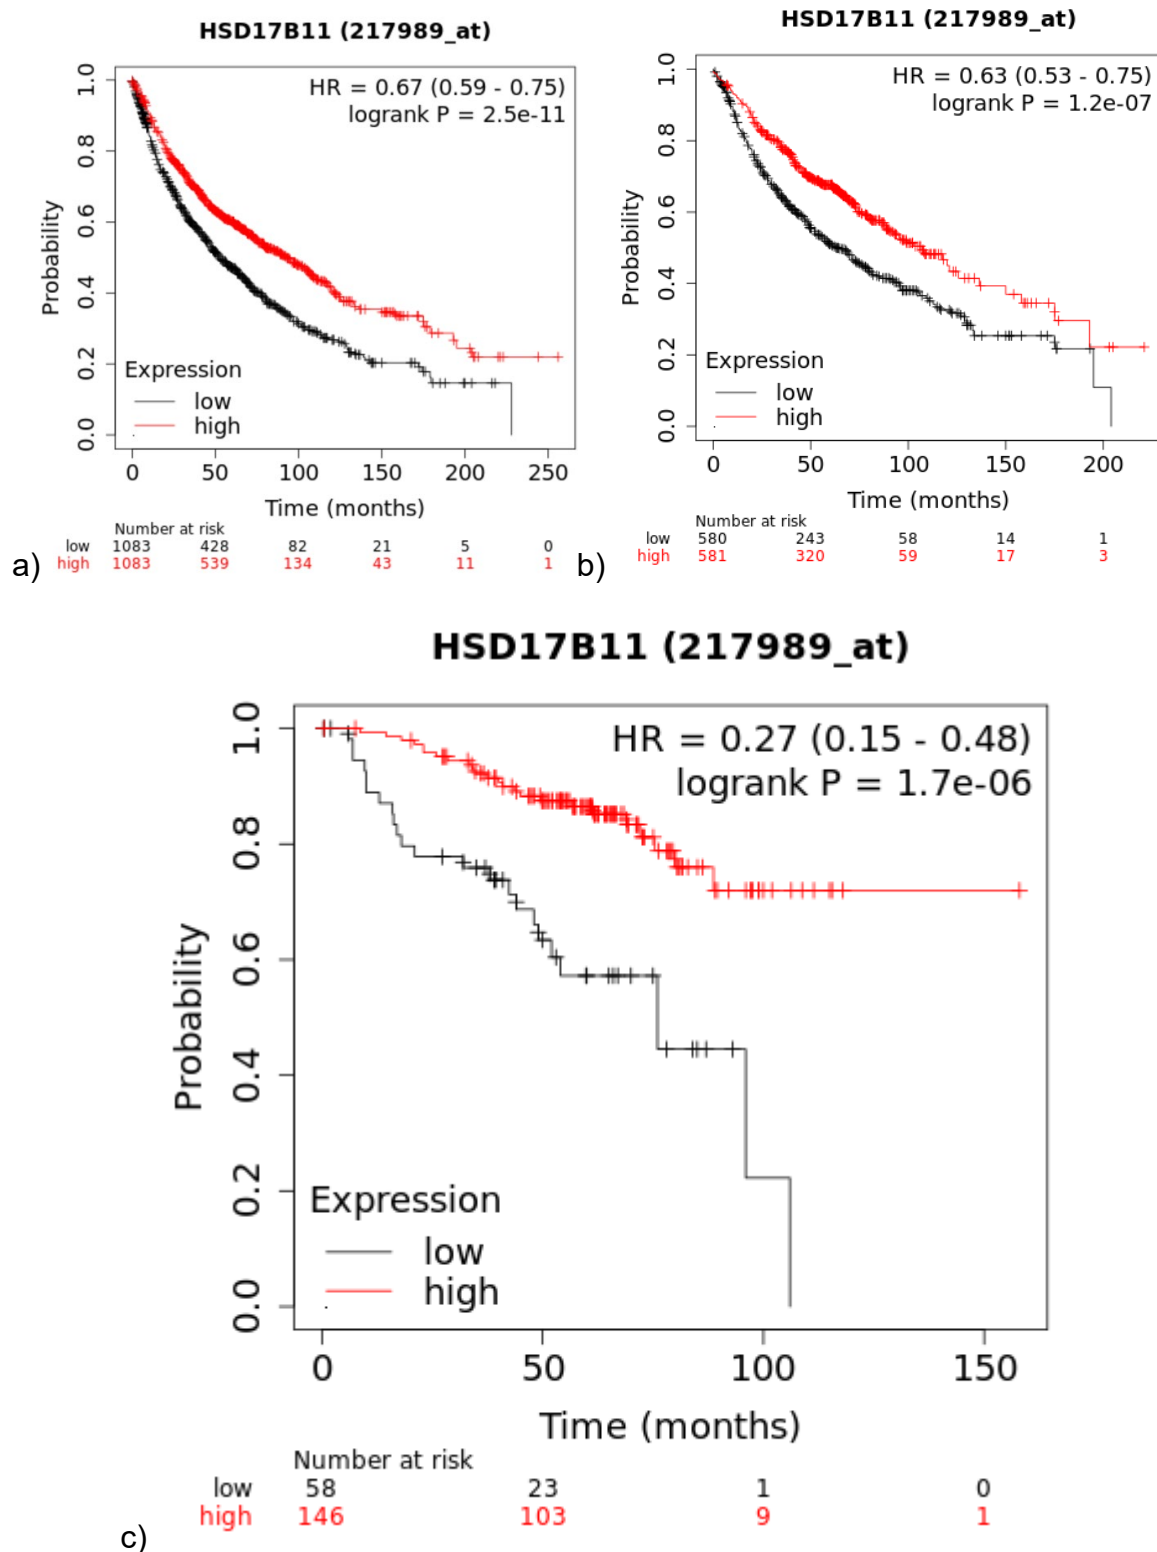 HSD17B11 (217989_at)
HR = 0.67 (0.59 - 0.75)
logrank P = 2.5e-11
Probability
1.0
0.8
0.6
0.4
0.2
0.0
Expression
low
high
0 50 100 150 200 250
Time (months)
Number at risk
low 1083 428 82 21 5 0
high 1083 539 134 43 11 1
a)
HSD17B11 (217989_at)
HR = 0.63 (0.53 - 0.75)
logrank P = 1.2e-07
Probability
1.0
0.8
0.6
0.4
0.2
0.0
Expression
low
high
0 50 100 150 200
Time (months)
Number at risk
low 580 243 58 14 1
high 581 320 59 17 3
b)
HSD17B11 (217989_at)
HR = 0.27 (0.15 - 0.48)
logrank P = 1.7e-06
Probability
1.0
0.8
0.6
0.4
0.2
0.0
Expression
low
high
0 50 100 150
Time (months)
Number at risk
low 58 23 1 0
high 146 103 9 1
c)